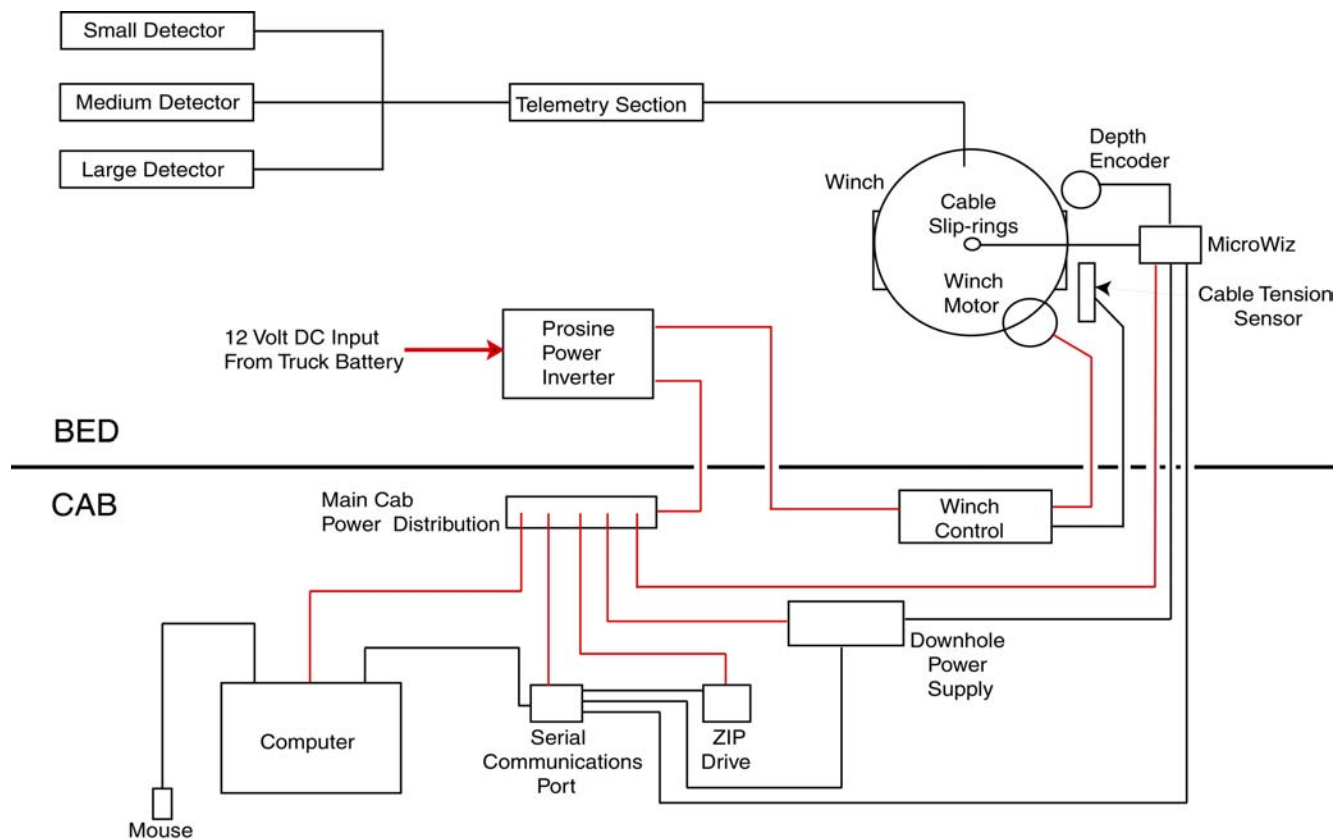 Small Detector
Medium Detector
Large Detector
Telemetry Section
Depth
Encoder
Winch
Cable
Slip-rings
MicroWiz
Winch
Motor
Cable Tension
Sensor
12 Volt DC Input
From Truck Battery
Prosine
Power
Inverter
BED
CAB
Main Cab
Power Distribution
Winch
Control
Downhole
Power
Supply
Computer
Serial
Communications
Port
ZIP
Drive
Mouse